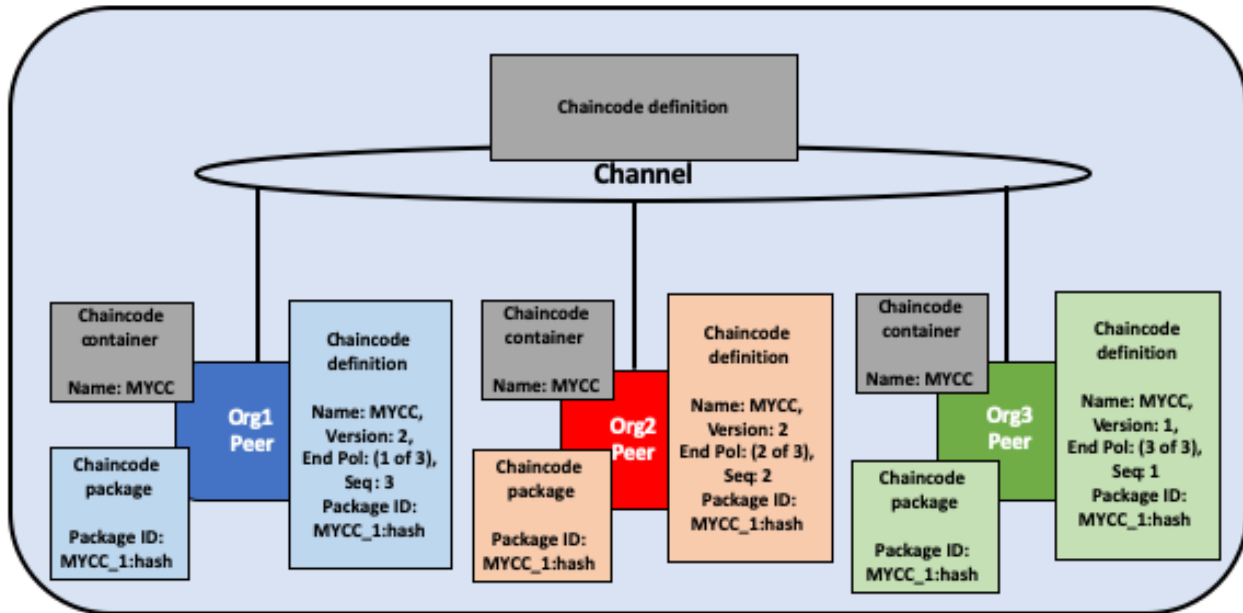 Chaincode definition
Channel
Chaincode
container
Name: MYCC
Org1
Peer
Chaincode
definition
Name: MYCC,
Version: 2,
End Pol: (1 of 3),
Seq: 3
Package ID:
MYCC_1:hash
Chaincode
package
Package ID:
MYCC_1:hash
Chaincode
container
Name: MYCC
Org2
Peer
Chaincode
definition
Name: MYCC,
Version: 2
End Pol: (2 of 3),
Seq: 2
Package ID:
MYCC_1:hash
Chaincode
package
Package ID:
MYCC_1:hash
Chaincode
container
Name: MYCC
Org3
Peer
Chaincode
definition
Name: MYCC,
Version: 1,
End Pol: (3 of 3),
Seq: 1
Package ID:
MYCC_1:hash
Chaincode
package
Package ID:
MYCC_1:hash